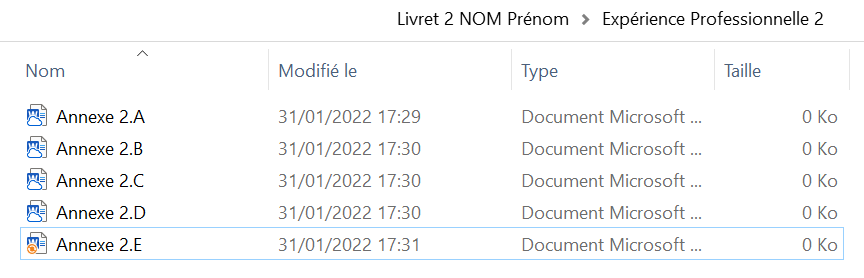 Livret 2 NOM Prénom > Expérience Professionnelle 2
Nom Modifié le Type Taille
Annexe 2.A 31/01/2022 17:29 Document Microsoft ... 0 Ko
Annexe 2.B 31/01/2022 17:30 Document Microsoft ... 0 Ko
Annexe 2.C 31/01/2022 17:30 Document Microsoft ... 0 Ko
Annexe 2.D 31/01/2022 17:30 Document Microsoft ... 0 Ko
Annexe 2.E 31/01/2022 17:31 Document Microsoft ... 0 Ko